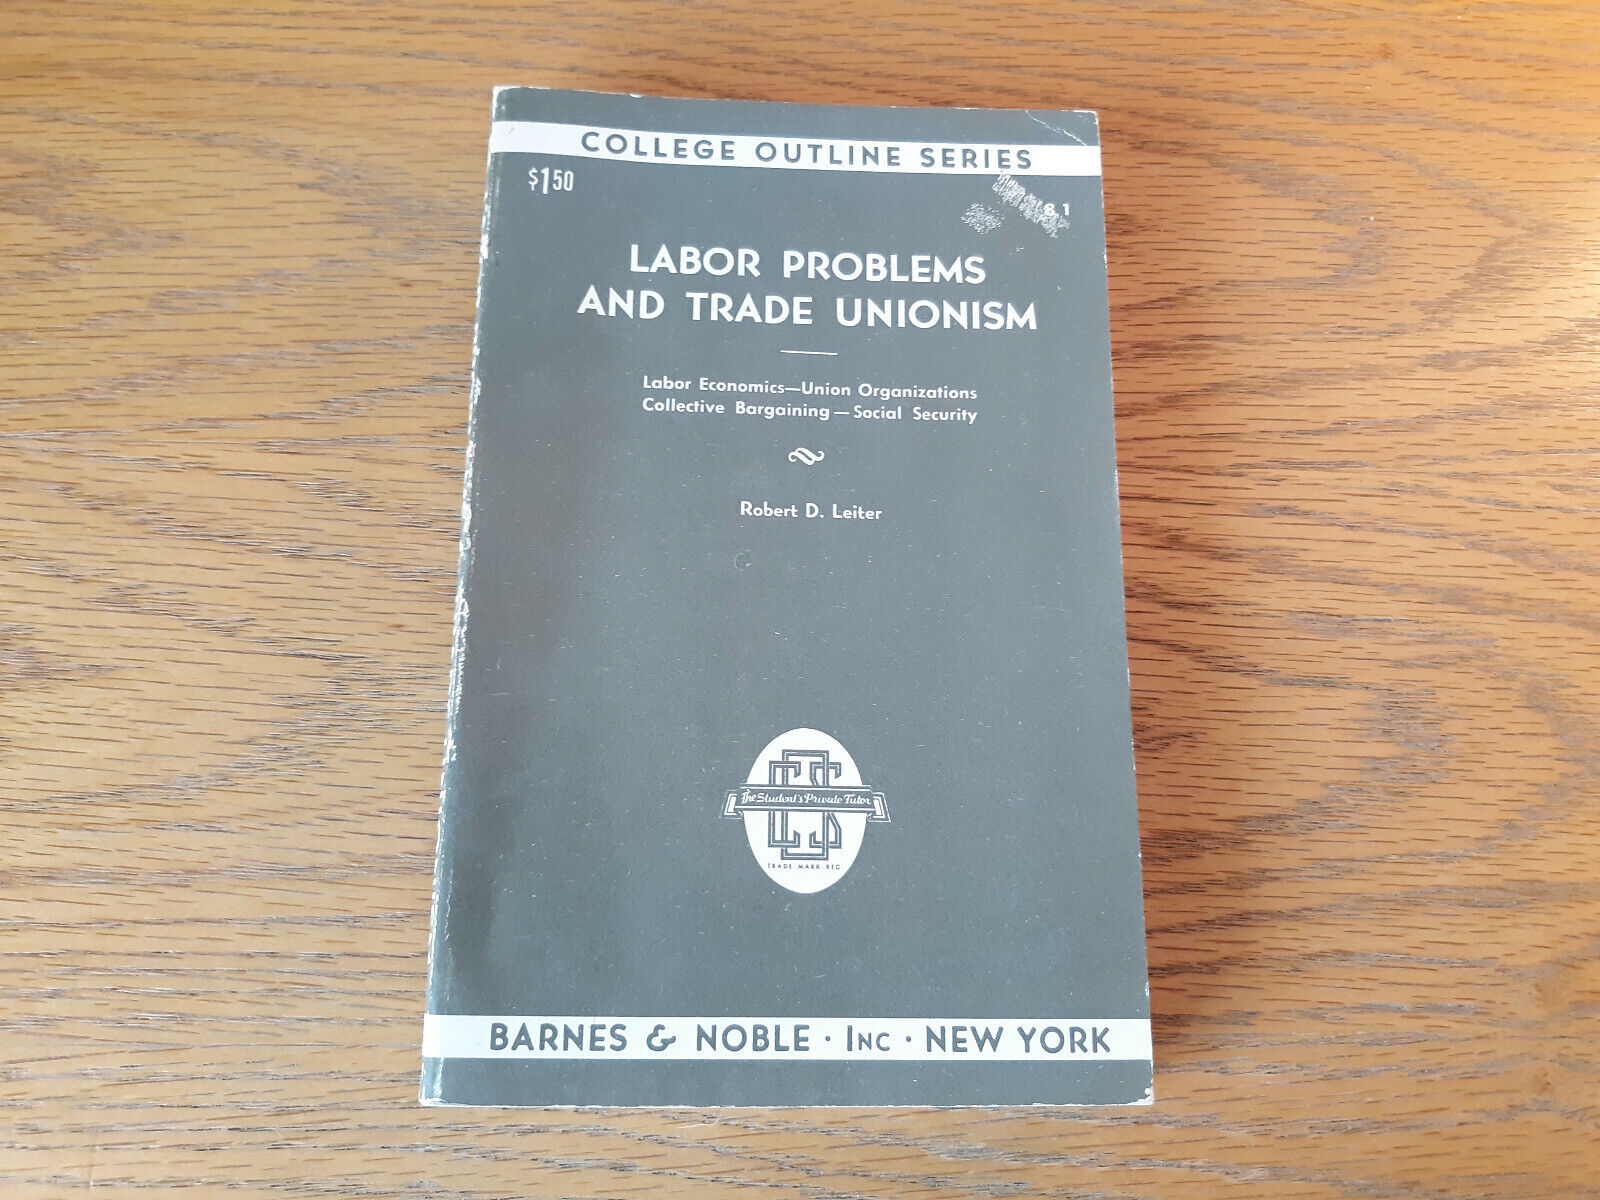 COLLEGE OUTLINE SERIES
$1.50
LABOR PROBLEMS
AND TRADE UNIONISM
Labor Economics—Union Organizations
Collective Bargaining—Social Security
Robert D. Leiter
The Student's Private Tutor
TRADE MARK REG
BARNES & NOBLE · INC · NEW YORK